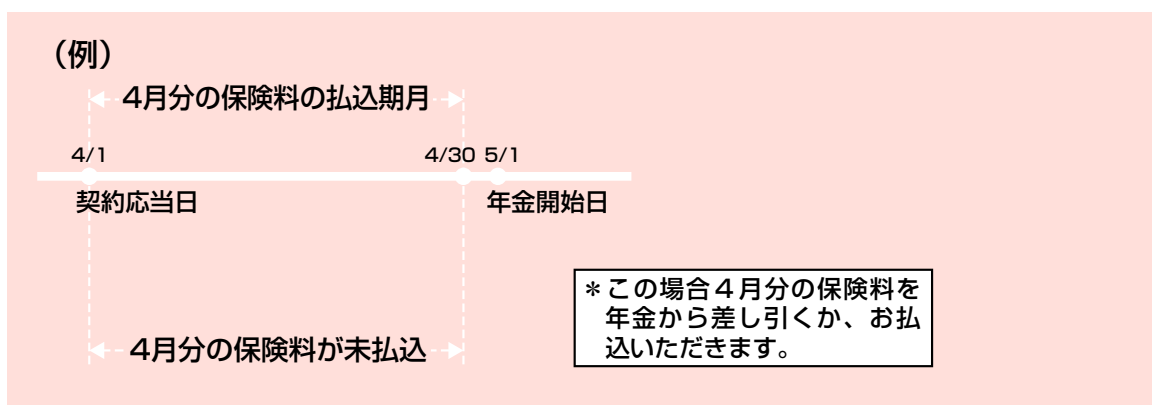 （例）
4月分の保険料の払込期月
4/1
4/30 5/1
契約応当日
年金開始日
＊この場合４月分の保険料を
年金から差し引くか、お払
込いただきます。
4月分の保険料が未払込